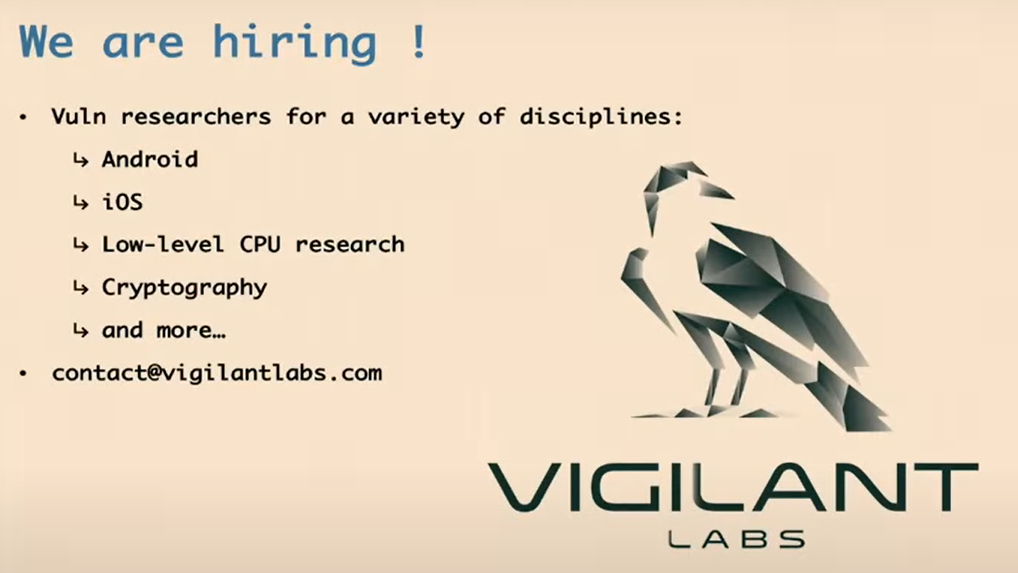 We are hiring !
• Vuln researchers for a variety of disciplines:
↳ Android
↳ iOS
↳ Low-level CPU research
↳ Cryptography
↳ and more…
• contact@vigilantlabs.com
VIGILANT
LABS